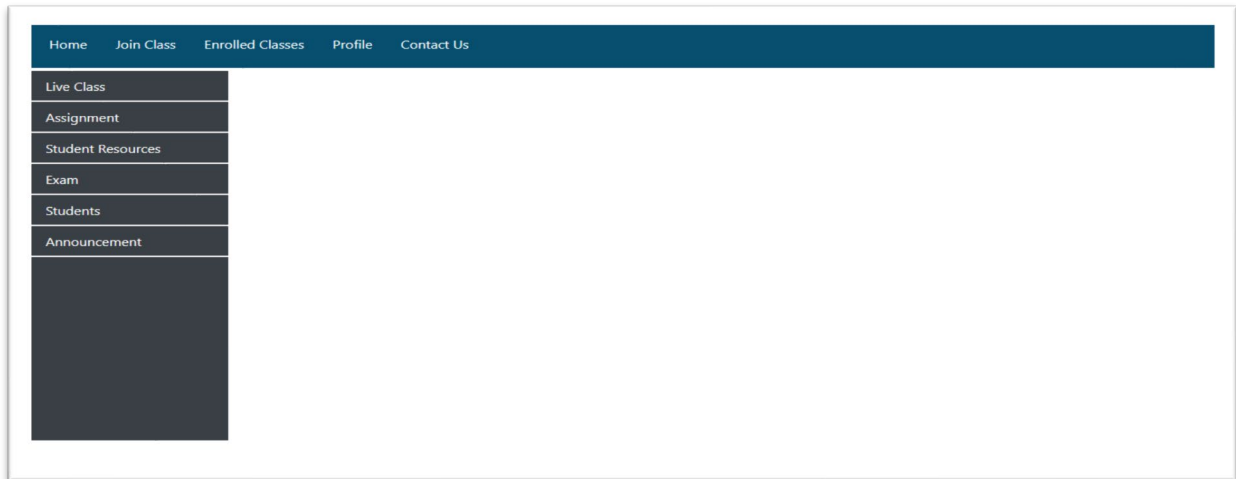 Home Join Class Enrolled Classes Profile Contact Us
Live Class
Assignment
Student Resources
Exam
Students
Announcement